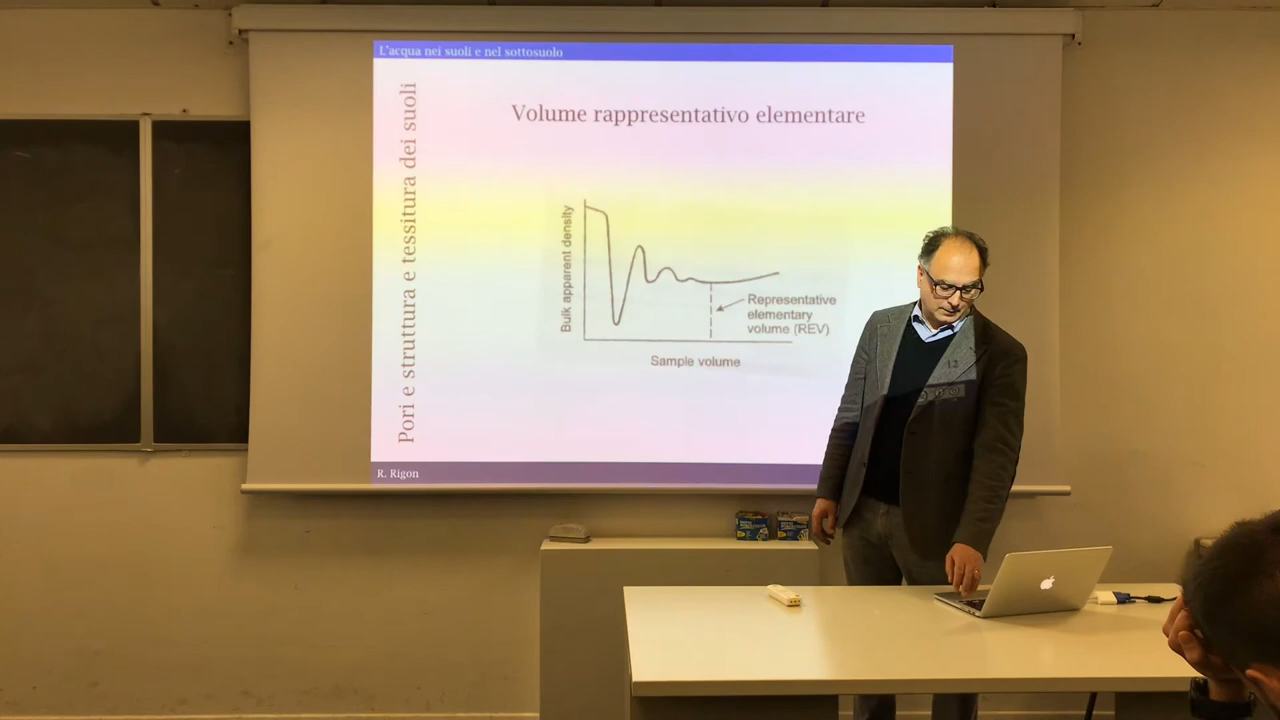 L'acqua nei suoli e nel sottosuolo
Pori e struttura e tessitura dei suoli
Volume rappresentativo elementare
Bulk apparent density
Representative
elementary
volume (REV)
Sample volume
R. Rigon
12